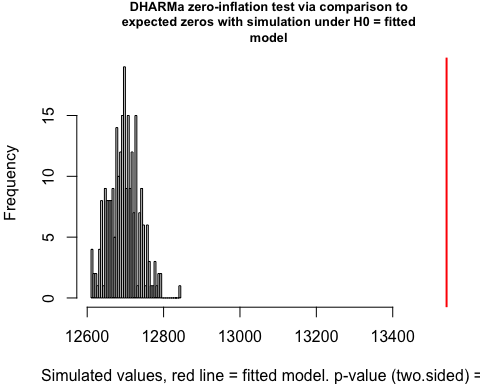 DHARMa zero-inflation test via comparison to
expected zeros with simulation under H0 = fitted
model
Frequency
15
10
5
0
12600 12800 13000 13200 13400
Simulated values, red line = fitted model. p-value (two.sided) =